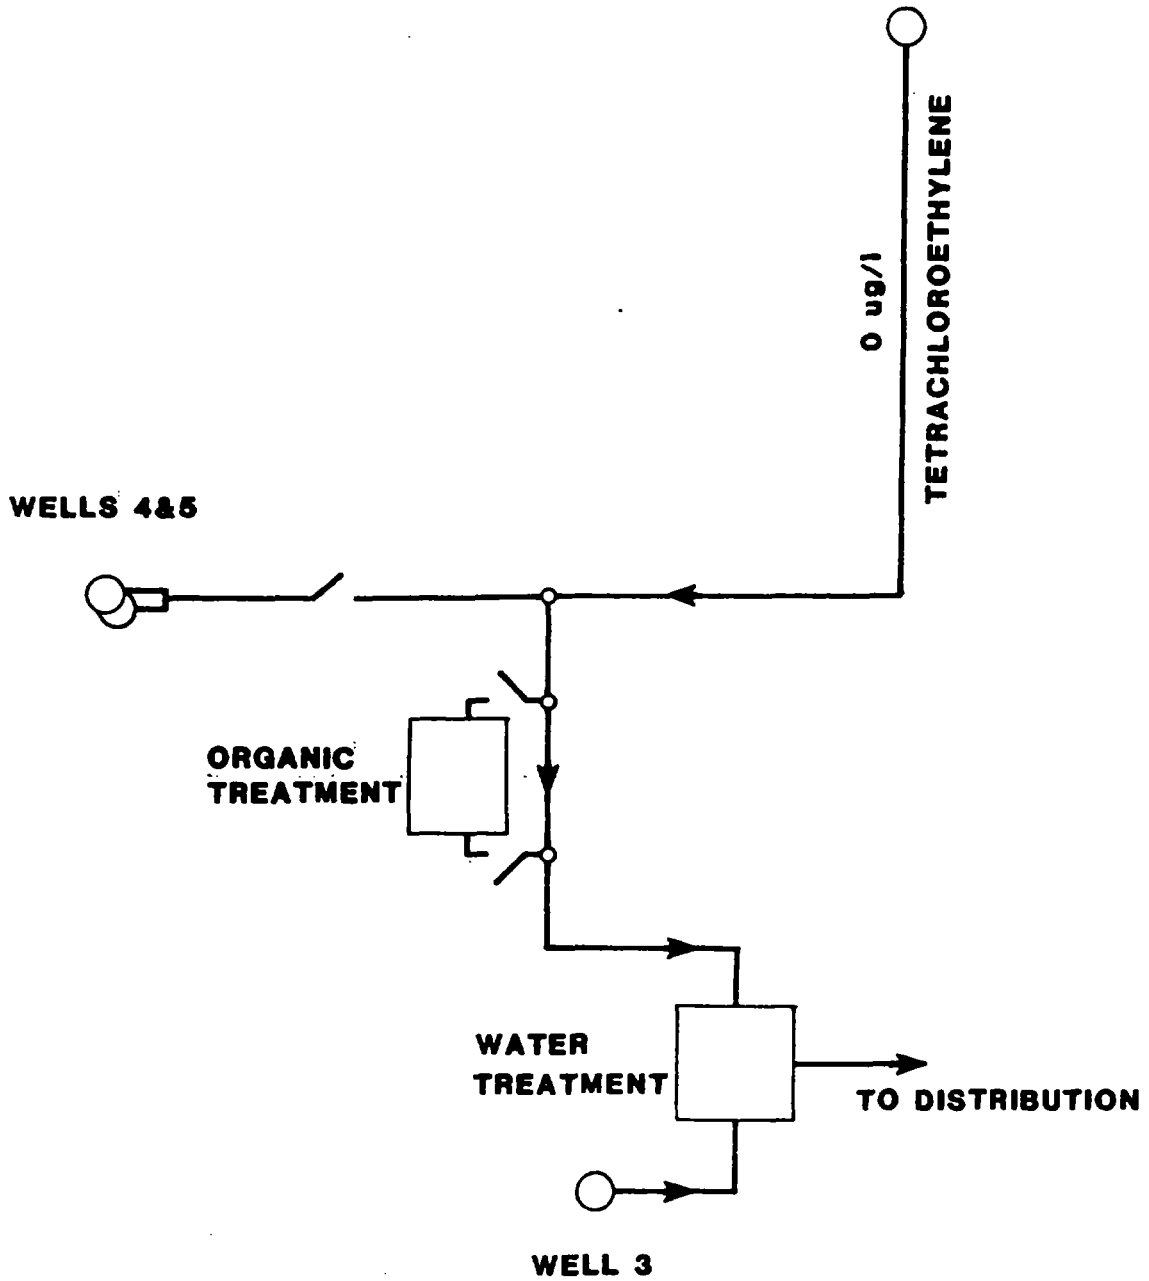 0 ug/l
TETRACHLOROETHYLENE
WELLS 4&5
ORGANIC
TREATMENT
WATER
TREATMENT
TO DISTRIBUTION
WELL 3